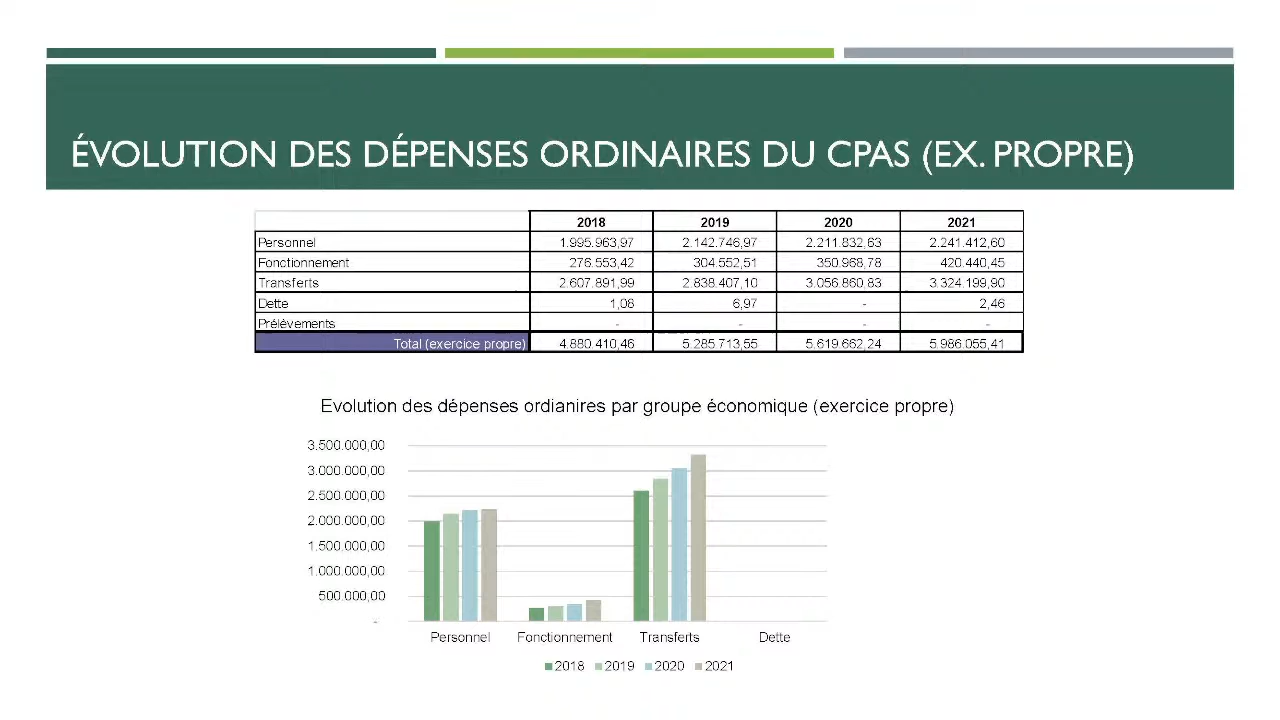 ÉVOLUTION DES DÉPENSES ORDINAIRES DU CPAS (EX. PROPRE)
2018 2019 2020 2021
Personnel 1.995.963,97 2.142.746,97 2.211.832,63 2.241.412,60
Fonctionnement 276.553,42 304.552,51 350.968,78 420.440,45
Transferts 2.607.891,99 2.838.407,10 3.056.860,83 3.324.199,90
Dette 1,08 6,97 - 2,46
Prélèvements - - - -
Total (exercice propre) 4.880.410,46 5.285.713,55 5.619.662,24 5.986.055,41
Evolution des dépenses ordianires par groupe économique (exercice propre)
3.500.000,00
3.000.000,00
2.500.000,00
2.000.000,00
1.500.000,00
1.000.000,00
500.000,00
-
Personnel Fonctionnement Transferts Dette
2018 2019 2020 2021